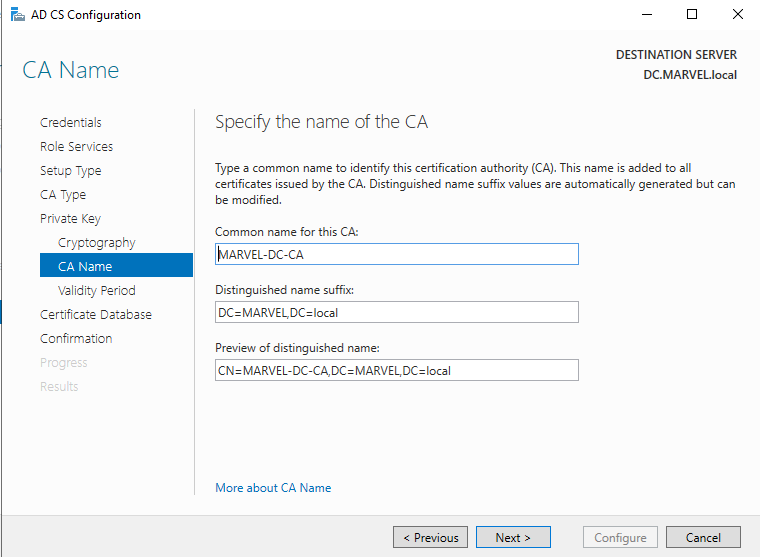 AD CS Configuration
CA Name
DESTINATION SERVER
DC.MARVEL.local
Credentials
Role Services
Setup Type
CA Type
Private Key
Cryptography
CA Name
Validity Period
Certificate Database
Confirmation
Progress
Results
Specify the name of the CA
Type a common name to identify this certification authority (CA). This name is added to all
certificates issued by the CA. Distinguished name suffix values are automatically generated but can
be modified.
Common name for this CA:
MARVEL-DC-CA
Distinguished name suffix:
DC=MARVEL,DC=local
Preview of distinguished name:
CN=MARVEL-DC-CA,DC=MARVEL,DC=local
More about CA Name
< Previous
Next >
Configure
Cancel